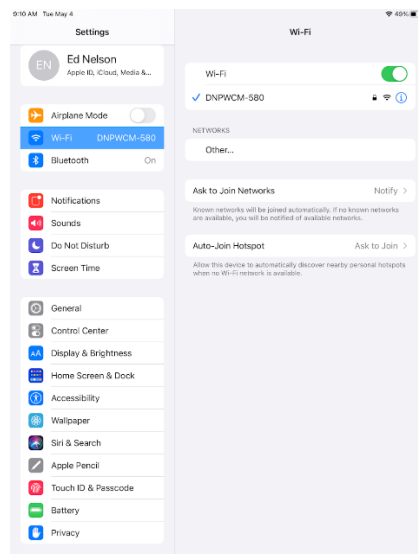 9:10 AM Tue May 4
49%
Settings
EN
Ed Nelson
Apple ID, iCloud, Media &...
Airplane Mode
Wi-Fi DNPWCM-580
Bluetooth On
Notifications
Sounds
Do Not Disturb
Screen Time
General
Control Center
AA Display & Brightness
Home Screen & Dock
Accessibility
Wallpaper
Siri & Search
Apple Pencil
Touch ID & Passcode
Battery
Privacy
Wi-Fi
Wi-Fi
DNPWCM-580
NETWORKS
Other...
Ask to Join Networks Notify
Known networks will be joined automatically. If no known networks
are available, you will be notified of available networks.
Auto-Join Hotspot Ask to Join
Allow this device to automatically discover nearby personal hotspots
when no Wi-Fi network is available.